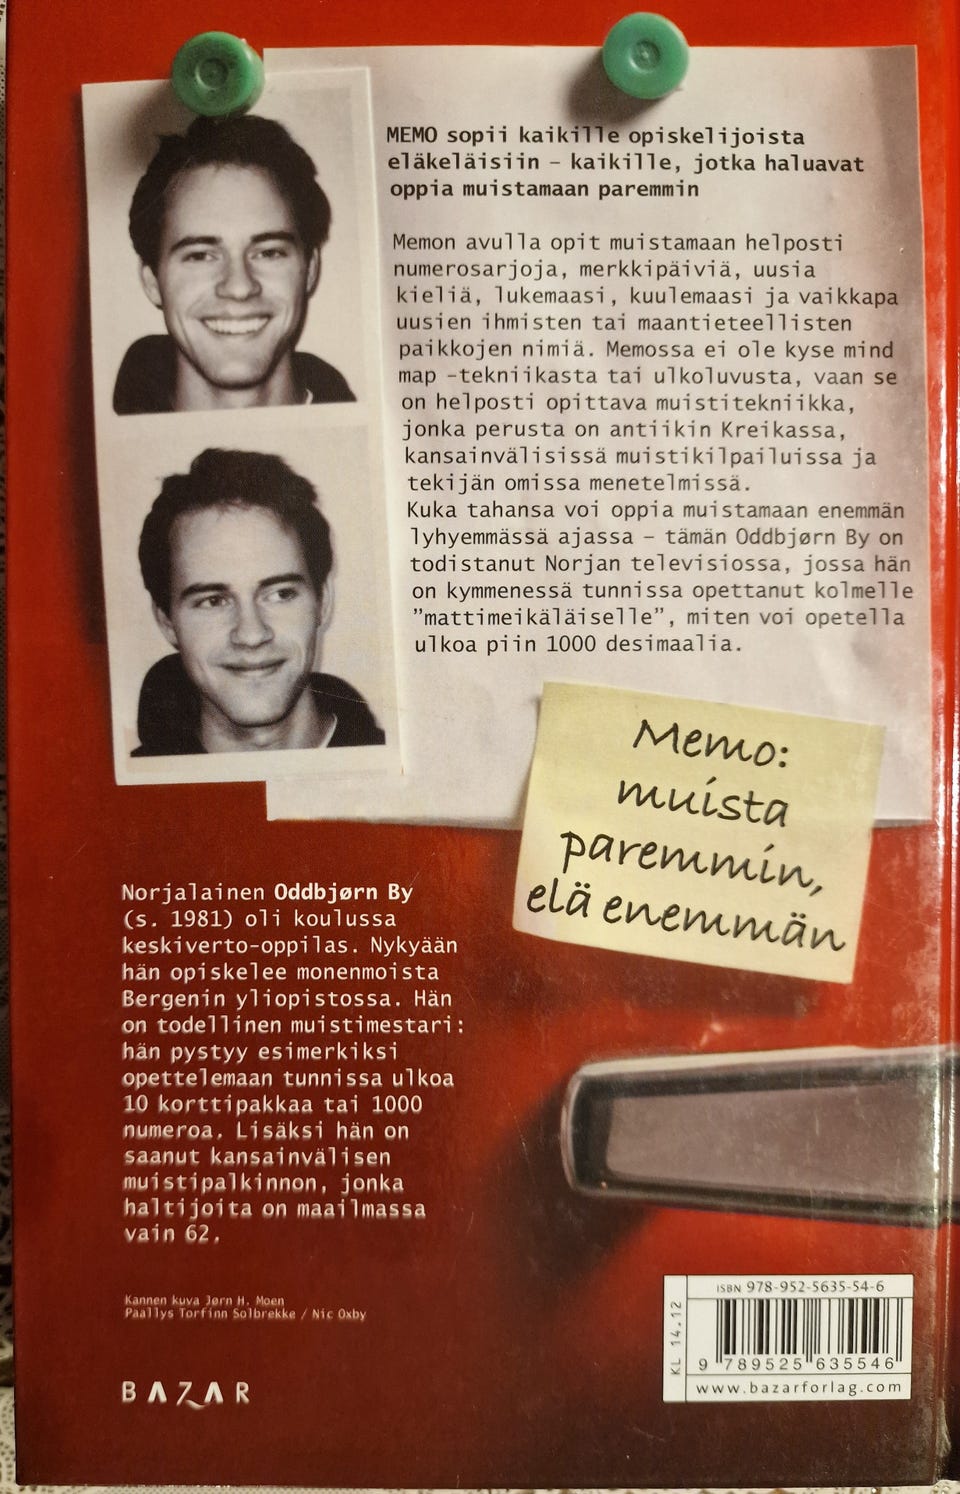 MEMO sopii kaikille opiskelijoista
eläkeläisiin – kaikille, jotka haluavat
oppia muistamaan paremmin
Memon avulla opit muistamaan helposti
numerosarjoja, merkkipäiviä, uusia
kieliä, lukemaasi, kuulemaasi ja vaikkapa
uusien ihmisten tai maantieteellisten
paikkojen nimiä. Memossa ei ole kyse mind
map –tekniikasta tai ulkoluvusta, vaan se
on helposti opittava muistitekniikka,
jonka perusta on antiikin Kreikassa,
kansainvälisissä muistikilpailuissa ja
tekijän omissa menetelmissä.
Kuka tahansa voi oppia muistamaan enemmän
lyhyemmässä ajassa – tämän Oddbjørn By on
todistanut Norjan televisiossa, jossa hän
on kymmenessä tunnissa opettanut kolmelle
”mattimeikäläiselle”, miten voi opetella
ulkoa piin 1000 desimaalia.
Memo:
muista
paremmin,
elä enemmän
Norjalainen Oddbjørn By
(s. 1981) oli koulussa
keskiverto-oppilas. Nykyään
hän opiskelee monenmoista
Bergenin yliopistossa. Hän
on todellinen muistimestari:
hän pystyy esimerkiksi
opettelemaan tunnissa ulkoa
10 korttipakkaa tai 1000
numeroa. Lisäksi hän on
saanut kansainvälisen
muistipalkinnon, jonka
haltijoita on maailmassa
vain 62.
Kannen kuva Jørn H. Moen
Päällys Torfinn Solbrekke / Nic Oxby
BAZAR
ISBN 978-952-5635-54-6
KL 14.12
9 789525 635546
www.bazarforlag.com